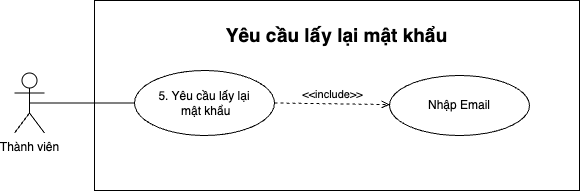 Yêu cầu lấy lại mật khẩu
5. Yêu cầu lấy lại
mật khẩu
<<include>>
Nhập Email
Thành viên